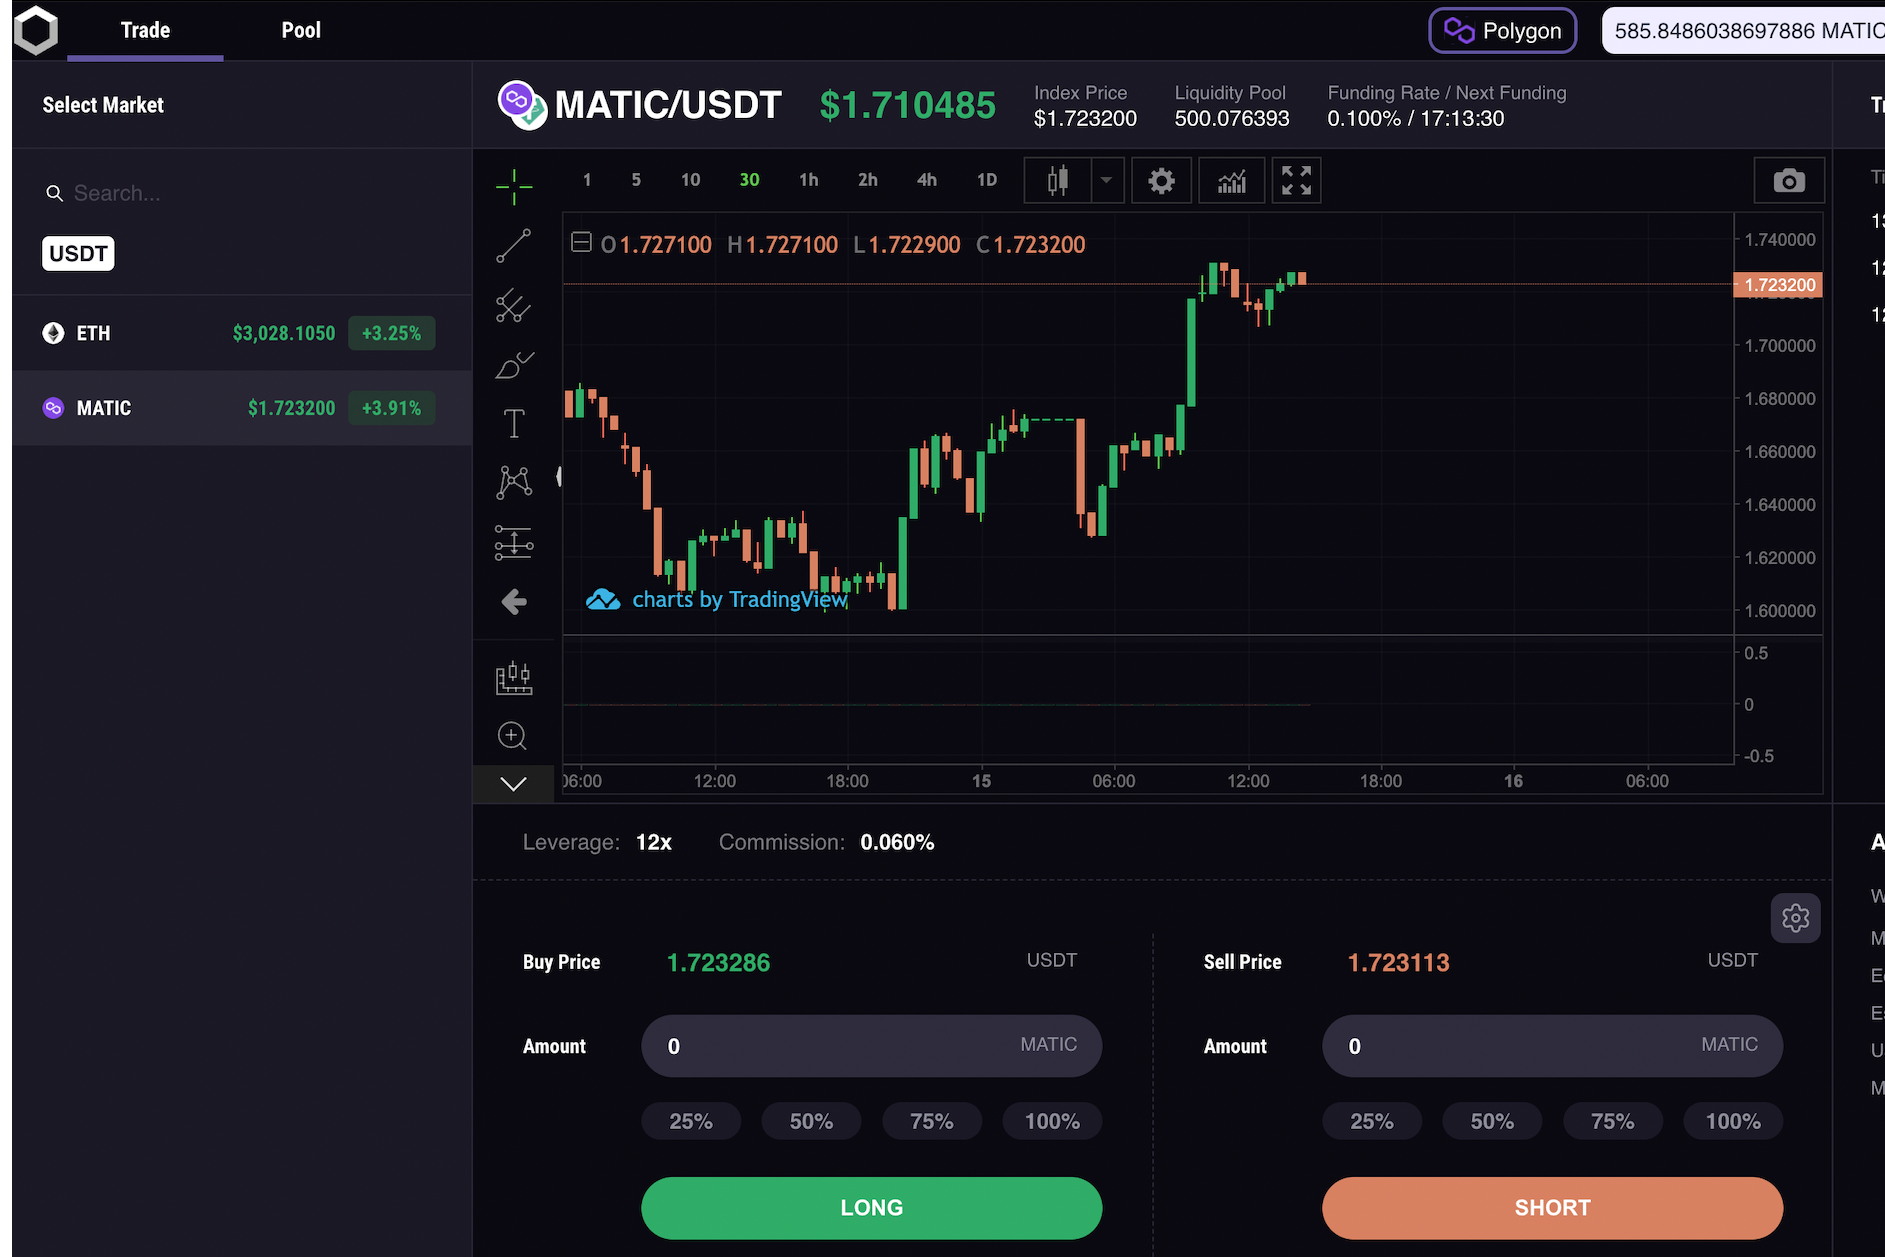 Trade Pool Polygon 585.8486038697886 MATIC
Select Market
MATIC/USDT $1.710485
Index Price Liquidity Pool Funding Rate / Next Funding
$1.723200 500.076393 0.100% / 17:13:30
Search...
USDT
ETH $3,028.1050 +3.25%
MATIC $1.723200 +3.91%
1 5 10 30 1h 2h 4h 1D
O1.727100 H1.727100 L1.722900 C1.723200
1.740000
1.723200
1.700000
1.680000
1.660000
1.640000
1.620000
1.600000
charts by TradingView
0.5
0
-0.5
06:00 12:00 18:00 15 06:00 12:00 18:00 16 06:00
Leverage: 12x Commission: 0.060%
Buy Price 1.723286 USDT
Amount 0 MATIC
25% 50% 75% 100%
LONG
Sell Price 1.723113 USDT
Amount 0 MATIC
25% 50% 75% 100%
SHORT